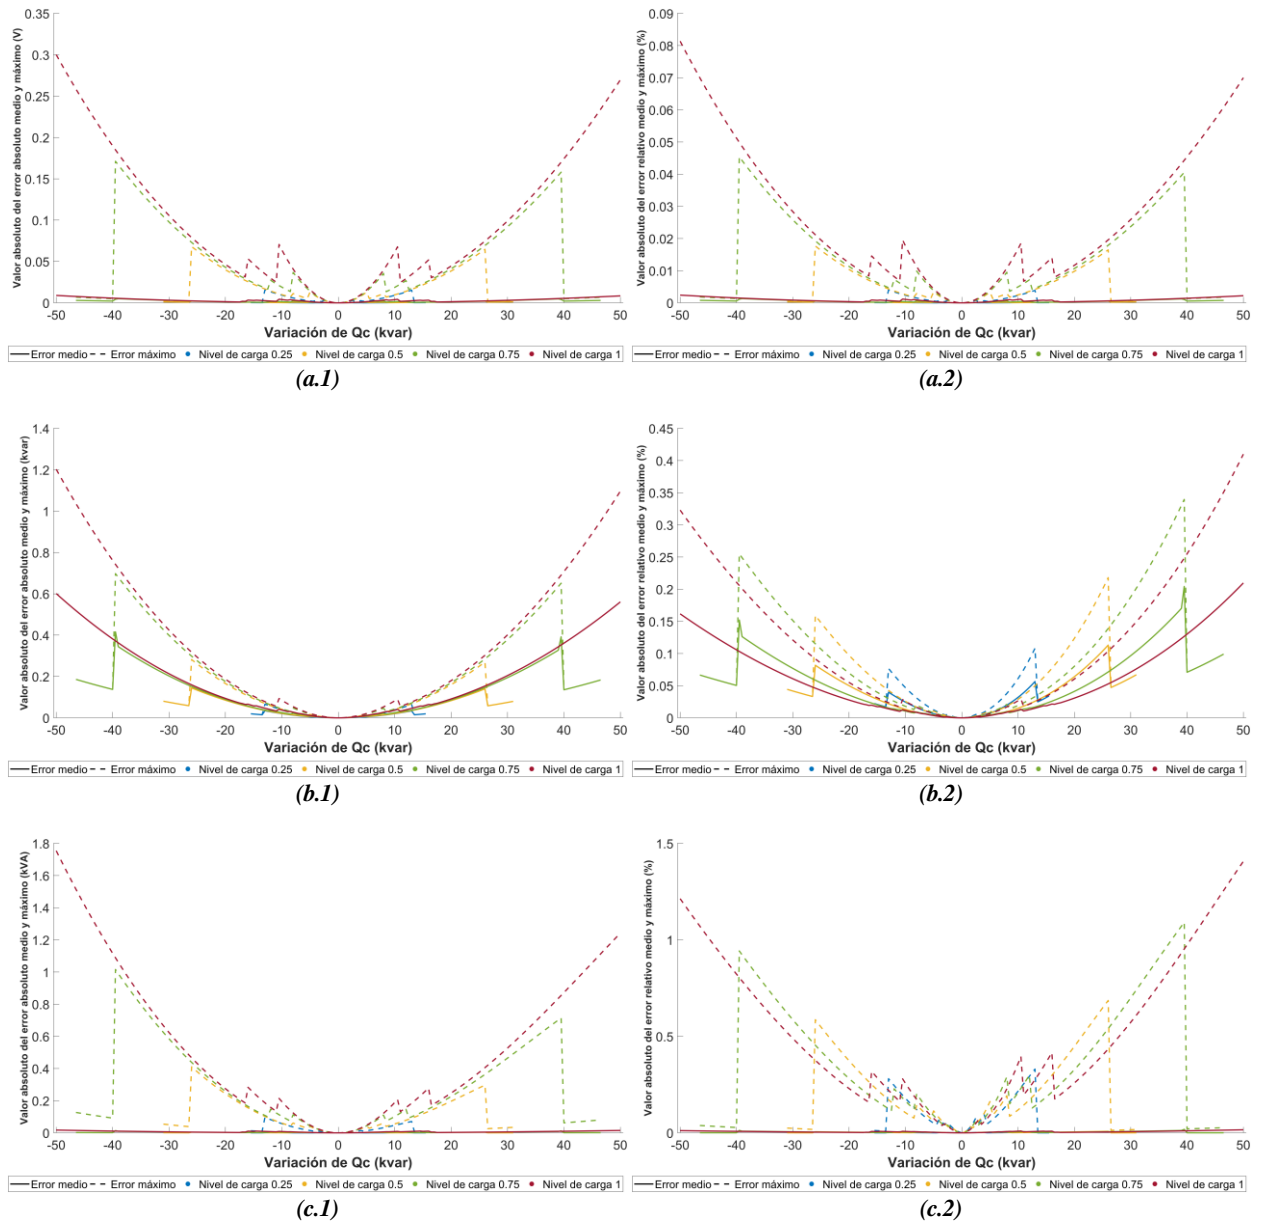 Valor absoluto del error absoluto medio y máximo (V)
0.35
0.3
0.25
0.2
0.15
0.1
0.05
0
-50 -40 -30 -20 -10 0 10 20 30 40 50
Variación de Qc (kvar)
Error medio Error máximo Nivel de carga 0.25 Nivel de carga 0.5 Nivel de carga 0.75 Nivel de carga 1
(a.1)
Valor absoluto del error relativo medio y máximo (%)
0.09
0.08
0.07
0.06
0.05
0.04
0.03
0.02
0.01
0
-50 -40 -30 -20 -10 0 10 20 30 40 50
Variación de Qc (kvar)
Error medio Error máximo Nivel de carga 0.25 Nivel de carga 0.5 Nivel de carga 0.75 Nivel de carga 1
(a.2)
Valor absoluto del error absoluto medio y máximo (kvar)
1.4
1.2
1
0.8
0.6
0.4
0.2
0
-50 -40 -30 -20 -10 0 10 20 30 40 50
Variación de Qc (kvar)
Error medio Error máximo Nivel de carga 0.25 Nivel de carga 0.5 Nivel de carga 0.75 Nivel de carga 1
(b.1)
Valor absoluto del error relativo medio y máximo (%)
0.45
0.4
0.35
0.3
0.25
0.2
0.15
0.1
0.05
0
-50 -40 -30 -20 -10 0 10 20 30 40 50
Variación de Qc (kvar)
Error medio Error máximo Nivel de carga 0.25 Nivel de carga 0.5 Nivel de carga 0.75 Nivel de carga 1
(b.2)
Valor absoluto del error absoluto medio y máximo (kVA)
1.8
1.6
1.4
1.2
1
0.8
0.6
0.4
0.2
0
-50 -40 -30 -20 -10 0 10 20 30 40 50
Variación de Qc (kvar)
Error medio Error máximo Nivel de carga 0.25 Nivel de carga 0.5 Nivel de carga 0.75 Nivel de carga 1
(c.1)
Valor absoluto del error relativo medio y máximo (%)
1.5
1
0.5
0
-50 -40 -30 -20 -10 0 10 20 30 40 50
Variación de Qc (kvar)
Error medio Error máximo Nivel de carga 0.25 Nivel de carga 0.5 Nivel de carga 0.75 Nivel de carga 1
(c.2)